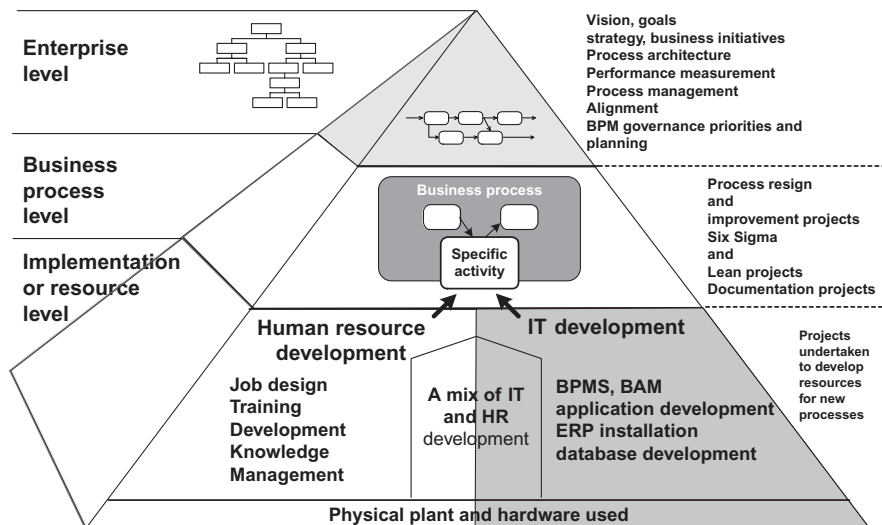 Enterprise
level
Vision, goals
strategy, business initiatives
Process architecture
Performance measurement
Process management
Alignment
BPM governance priorities and
planning
Business
process
level
Business process
Specific
activity
Process resign
and
improvement projects
Six Sigma
and
Lean projects
Documentation projects
Implementation
or resource
level
Human resource
development
IT development
Job design
Training
Development
Knowledge
Management
A mix of IT
and HR
development
BPMS, BAM
application development
ERP installation
database development
Projects
undertaken
to develop
resources
for new
processes
Physical plant and hardware used